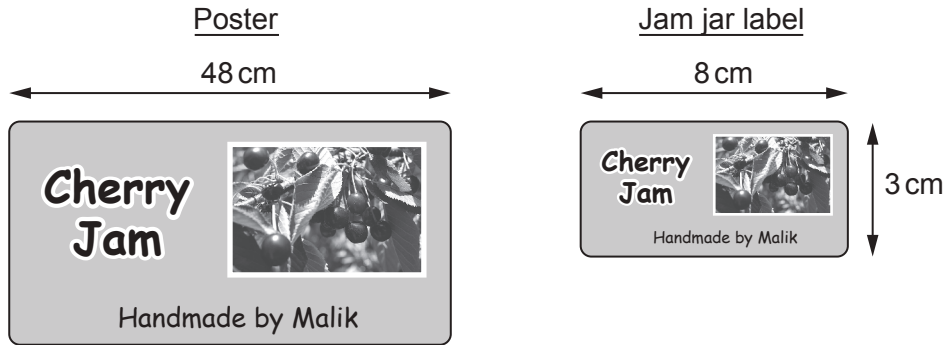 Poster
48 cm
Cherry
Jam
Handmade by Malik
Jam jar label
8 cm
Cherry
Jam
Handmade by Malik
3 cm